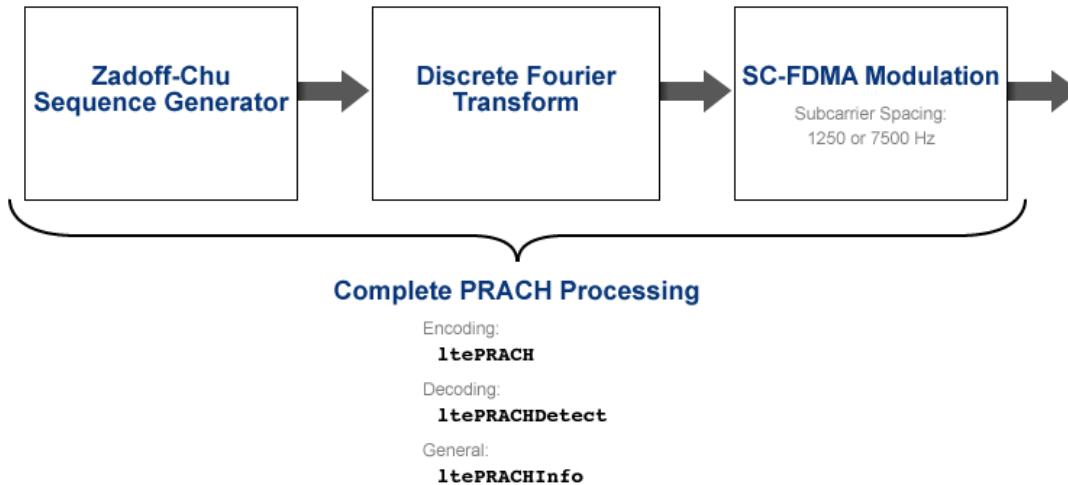 Zadoff-Chu
Sequence Generator
Discrete Fourier
Transform
SC-FDMA Modulation
Subcarrier Spacing:
1250 or 7500 Hz
Complete PRACH Processing
Encoding:
ltePRACH
Decoding:
ltePRACHDetect
General:
ltePRACHInfo